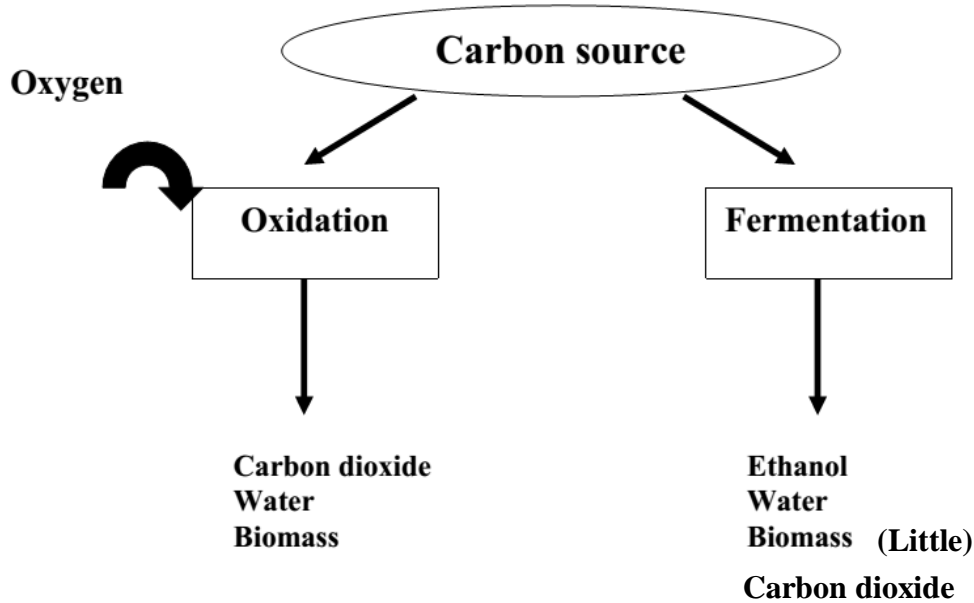 Carbon source
Oxygen
Oxidation
Fermentation
Carbon dioxide
Water
Biomass
Ethanol
Water
Biomass (Little)
Carbon dioxide